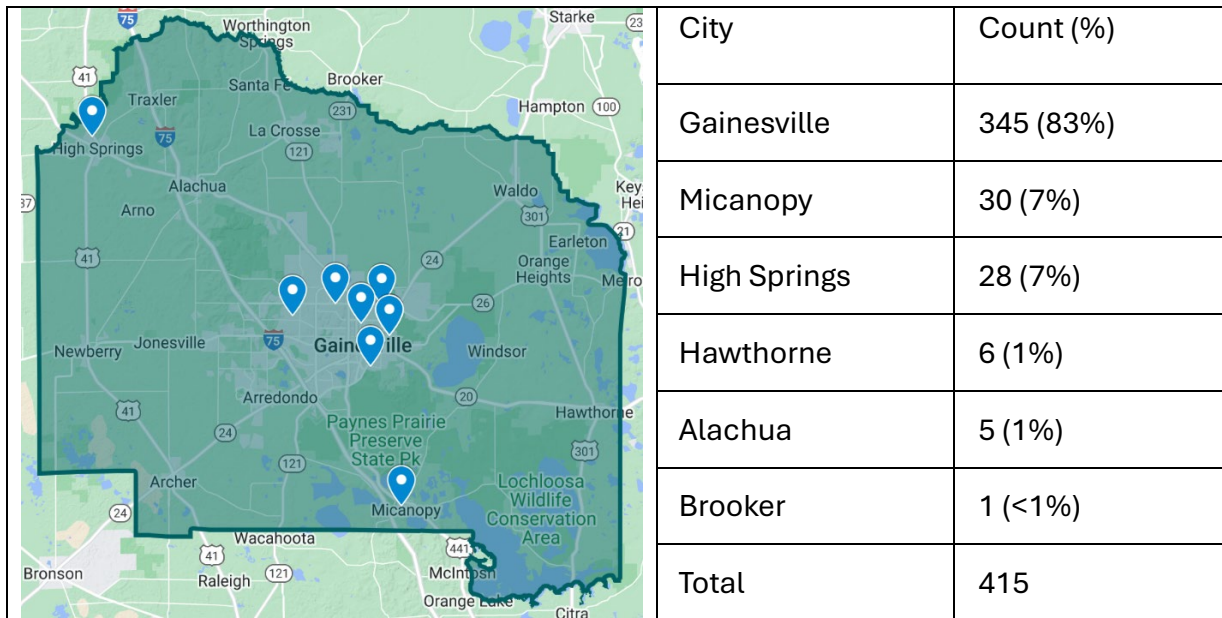 75
Worthington
Springs
Starke
23
41
Santa Fe
Brooker
Traxler
231
Hampton 100
75
La Crosse
High Springs
121
Alachua
Waldo
Arno
301
21
Earleton
41
24
Orange
Heights
26
75
Newberry
Jonesville
Gainesville
Windsor
41
Arredondo
20
Hawthorne
Paynes Prairie
Preserve
State Pk
24
301
121
Archer
Lochloosa
Wildlife
Conservation
Area
Micanopy
24
Wacahoota
41
441
Bronson
Raleigh
121
McIntosh
Orange Lake
Citra
City Count (%)
Gainesville 345 (83%)
Micanopy 30 (7%)
High Springs 28 (7%)
Hawthorne 6 (1%)
Alachua 5 (1%)
Brooker 1 (<1%)
Total 415